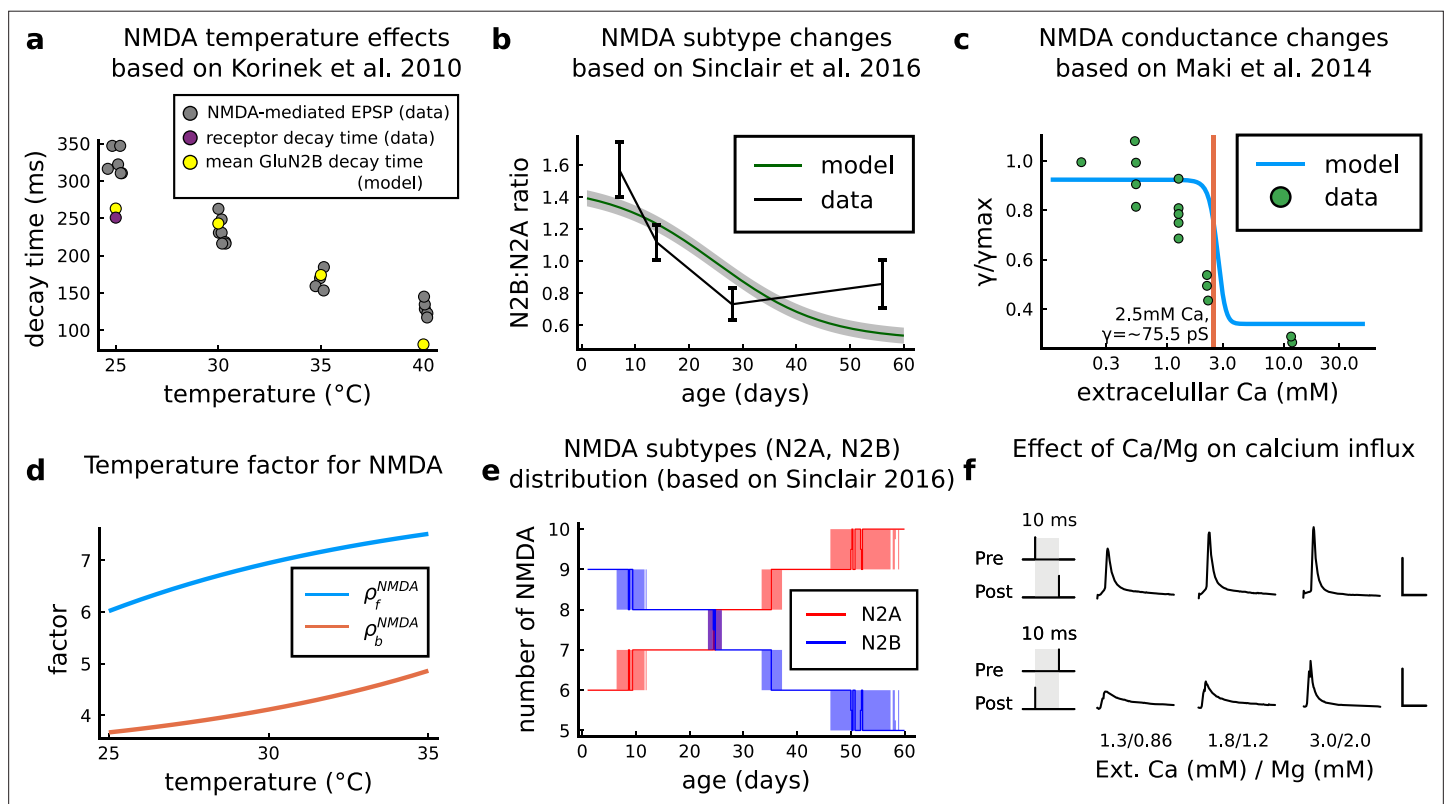 a
NMDA temperature effects
based on Korinek et al. 2010
NMDA-mediated EPSP (data)
receptor decay time (data)
mean GluN2B decay time
(model)
decay time (ms)
350
300
250
200
150
100
25
30
35
40
temperature (°C)
b
NMDA subtype changes
based on Sinclair et al. 2016
model
data
N2B:N2A ratio
1.6
1.4
1.2
1.0
0.8
0.6
0
10
20
30
40
50
60
age (days)
c
NMDA conductance changes
based on Maki et al. 2014
model
data
γ/γmax
1.0
0.8
0.6
0.4
2.5mM Ca,
γ=~75.5 pS
0.3
1.0
3.0
10.0
30.0
extracelullar Ca (mM)
d
Temperature factor for NMDA
factor
7
6
5
4
ρ_f^NMDA
ρ_b^NMDA
25
30
35
temperature (°C)
e
NMDA subtypes (N2A, N2B)
distribution (based on Sinclair 2016)
number of NMDA
10
9
8
7
6
5
N2A
N2B
0
10
20
30
40
50
60
age (days)
f
Effect of Ca/Mg on calcium influx
10 ms
Pre
Post
10 ms
Pre
Post
1.3/0.86
1.8/1.2
3.0/2.0
Ext. Ca (mM) / Mg (mM)